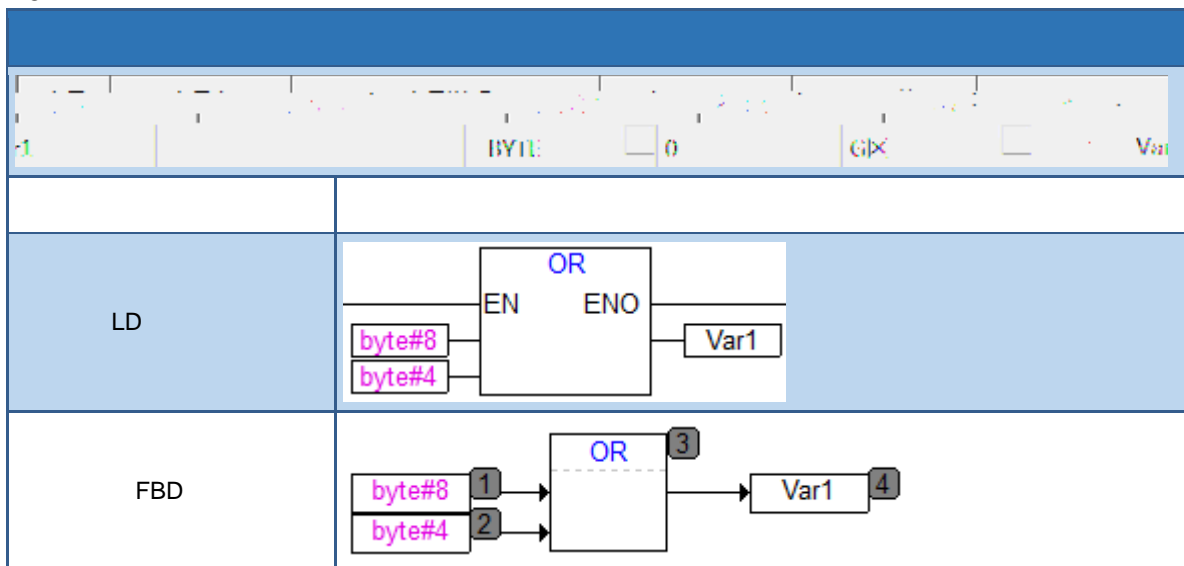 BYTE 0
LD
OR
EN ENO
byte#8 Var1
byte#4
FBD
OR 3
byte#8 1 Var1 4
byte#4 2